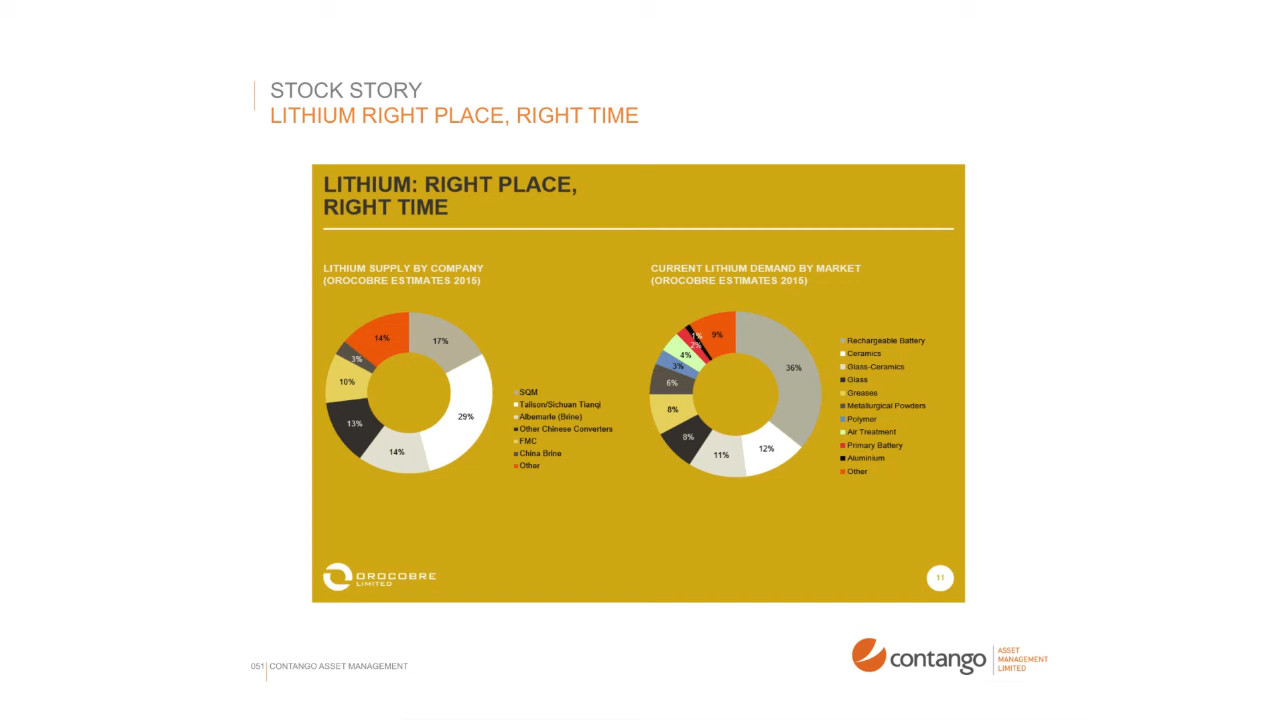 STOCK STORY
LITHIUM RIGHT PLACE, RIGHT TIME
LITHIUM: RIGHT PLACE,
RIGHT TIME
LITHIUM SUPPLY BY COMPANY
(OROCOBRE ESTIMATES 2015)
17%
29%
14%
13%
10%
3%
14%
SQM
Talison/Sichuan Tianqi
Albemarle (Brine)
Other Chinese Converters
FMC
China Brine
Other
CURRENT LITHIUM DEMAND BY MARKET
(OROCOBRE ESTIMATES 2015)
36%
12%
11%
8%
8%
6%
3%
4%
2%
1%
9%
Rechargeable Battery
Ceramics
Glass-Ceramics
Glass
Greases
Metallurgical Powders
Polymer
Air Treatment
Primary Battery
Aluminium
Other
OROCOBRE
LIMITED
11
051 CONTANGO ASSET MANAGEMENT
contango
ASSET
MANAGEMENT
LIMITED